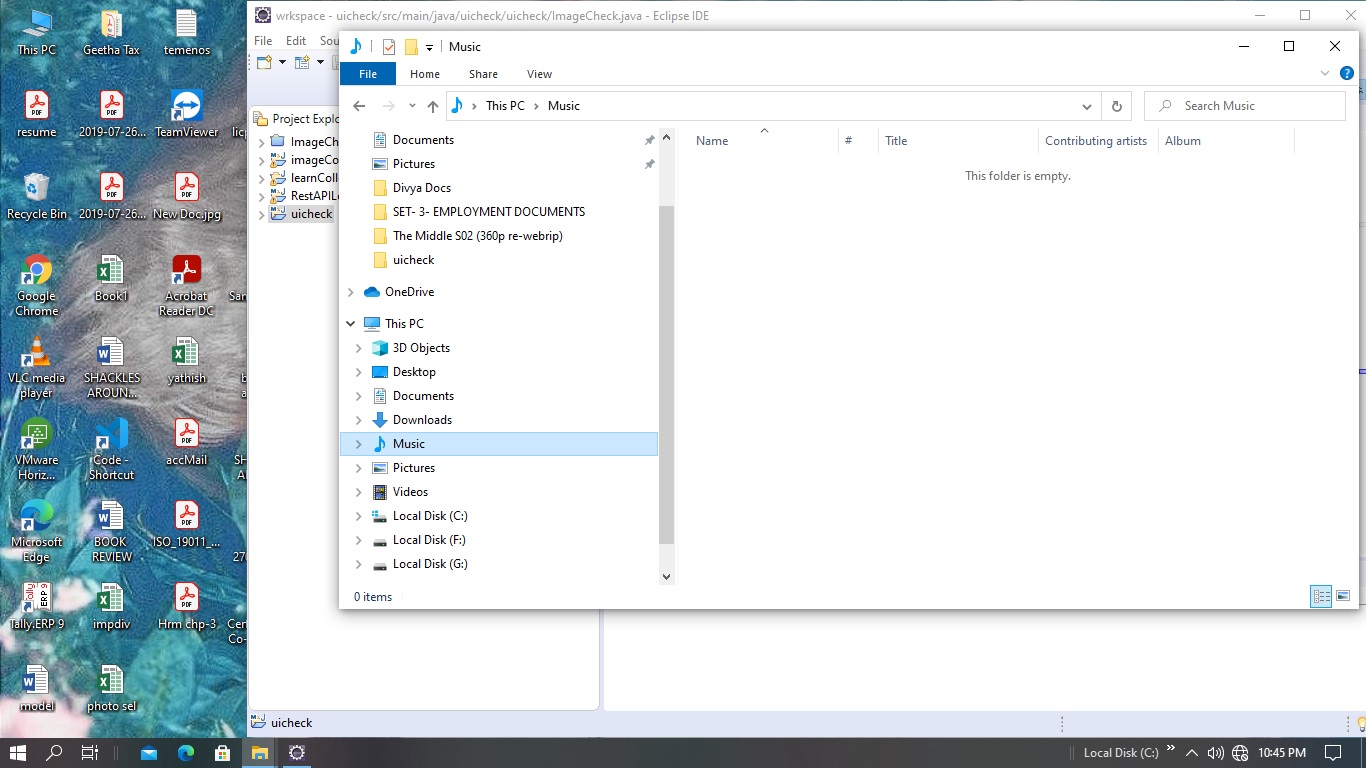 This PC
Geetha Tax
temenos
resume
2019-07-26...
TeamViewer
Recycle Bin
2019-07-26...
New Doc.jpg
Google Chrome
Book1
Acrobat Reader DC
VLC media player
SHACKLES AROUN...
yathish
VMware Horiz...
Code - Shortcut
accMail
Microsoft Edge
BOOK REVIEW
ISO_19011_...
Tally.ERP 9
impdiv
Hrm chp-3
model
photo sel
wrkspace - uicheck/src/main/java/uicheck/uicheck/ImageCheck.java - Eclipse IDE
File Edit Sou
Project Explo
ImageCh
imageCo
learnColl
RestAPILe
uicheck
Music
File Home Share View
This PC > Music
Search Music
Documents
Pictures
Divya Docs
SET- 3- EMPLOYMENT DOCUMENTS
The Middle S02 (360p re-webrip)
uicheck
OneDrive
This PC
3D Objects
Desktop
Documents
Downloads
Music
Pictures
Videos
Local Disk (C:)
Local Disk (F:)
Local Disk (G:)
Name # Title Contributing artists Album
This folder is empty.
0 items
uicheck
Local Disk (C:) 10:45 PM